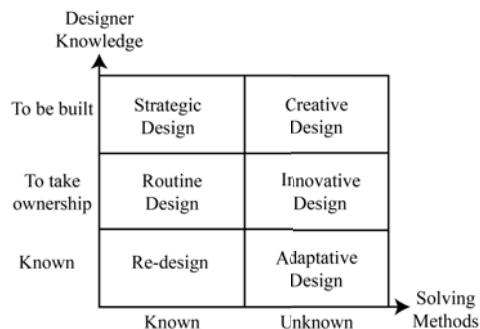 Designer
Knowledge
To be built
Strategic
Design
Creative
Design
To take
ownership
Routine
Design
Innovative
Design
Known
Re-design
Adaptative
Design
Known
Unknown
Solving
Methods